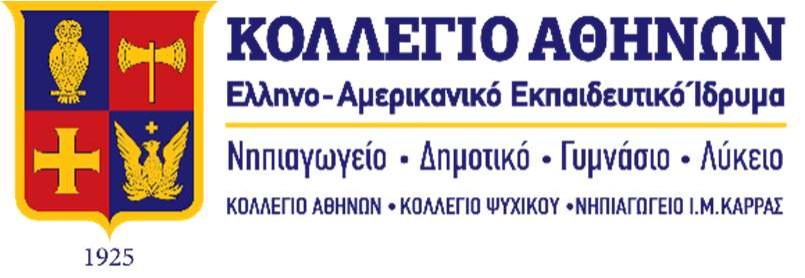 ΚΟΛΛΕΓΙΟ ΑΘΗΝΩΝ
Ελληνο-Αμερικανικό Εκπαιδευτικό Ίδρυμα
Νηπιαγωγείο • Δημοτικό • Γυμνάσιο • Λύκειο
ΚΟΛΛΕΓΙΟ ΑΘΗΝΩΝ • ΚΟΛΛΕΓΙΟ ΨΥΧΙΚΟΥ •ΝΗΠΙΑΓΩΓΕΙΟ Ι.Μ.ΚΑΡΡΑΣ
1925